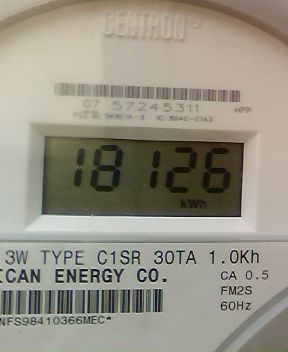 CENTRON®
07 57245311
18126
kWh
3W TYPE C1SR 30TA 1.0Kh
ICAN ENERGY CO.
CA 0.5
FM2S
60Hz
NFS98410366MEC*